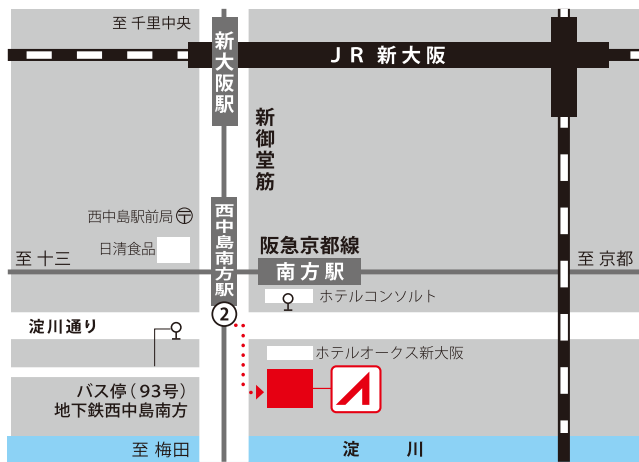 至 千里中央
新大阪駅
JR 新大阪
新御堂筋
西中島駅前局
日清食品
西中島南方駅
阪急京都線
至 十三
南方駅
至 京都
ホテルコンソルト
2
淀川通り
ホテルオークス新大阪
バス停（93号）
地下鉄西中島南方
至 梅田
淀 川